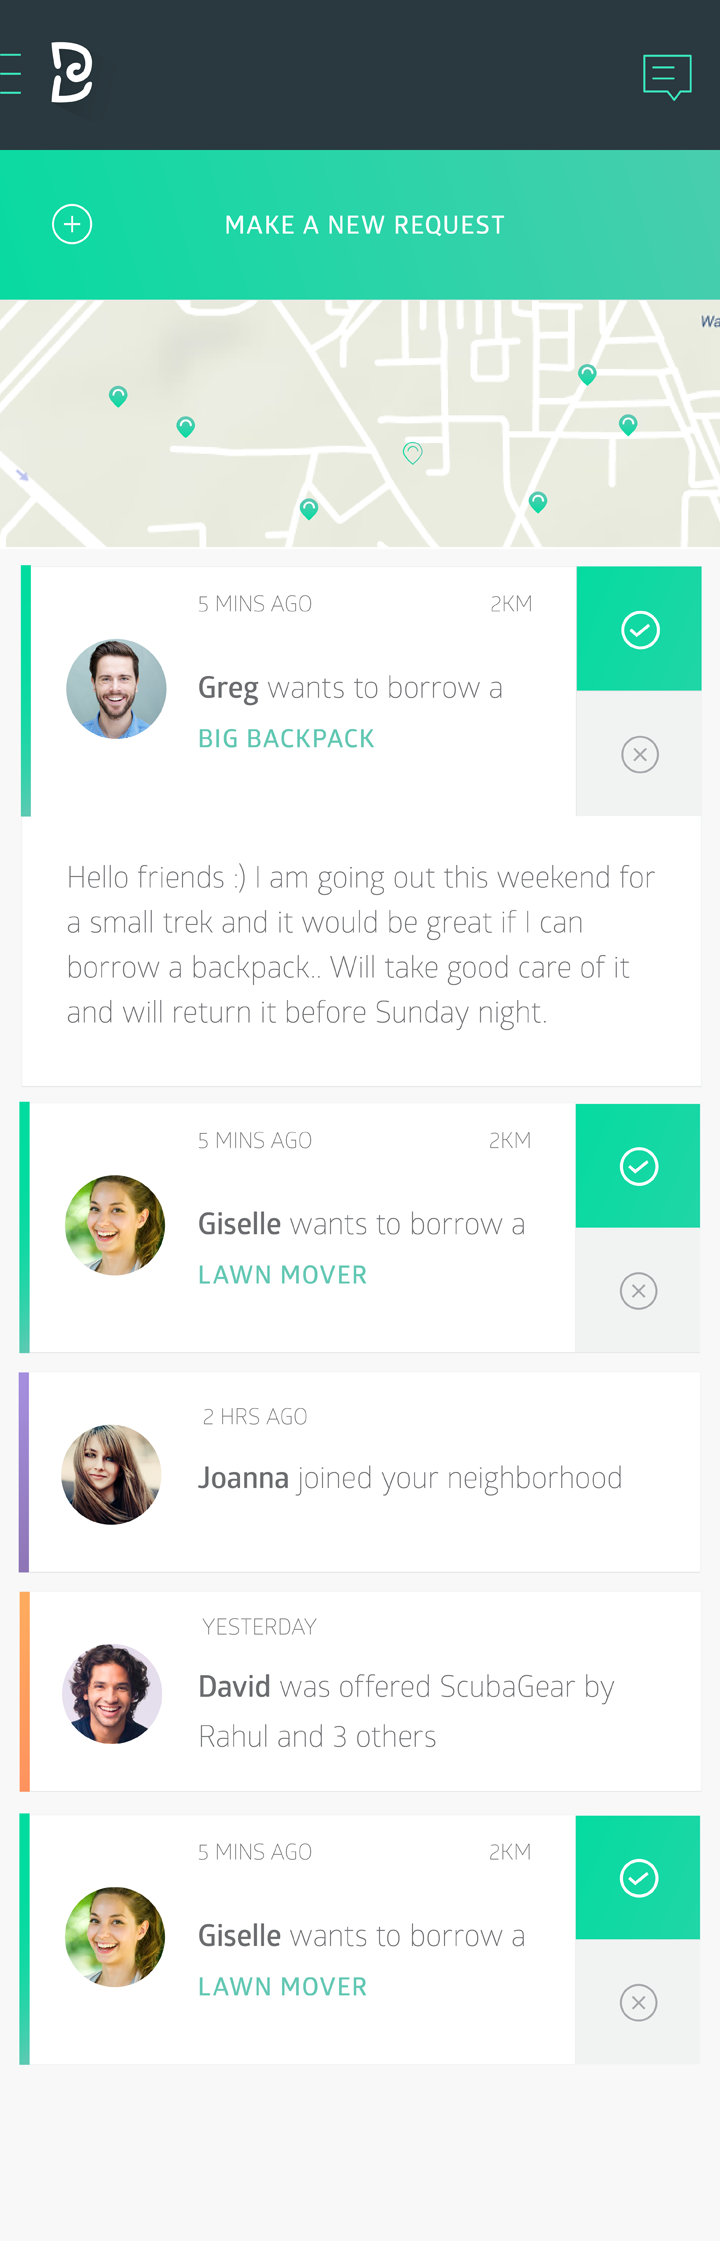 MAKE A NEW REQUEST
Wa
5 MINS AGO 2KM
Greg wants to borrow a
BIG BACKPACK
Hello friends :) I am going out this weekend for
a small trek and it would be great if I can
borrow a backpack.. Will take good care of it
and will return it before Sunday night.
5 MINS AGO 2KM
Giselle wants to borrow a
LAWN MOVER
2 HRS AGO
Joanna joined your neighborhood
YESTERDAY
David was offered ScubaGear by
Rahul and 3 others
5 MINS AGO 2KM
Giselle wants to borrow a
LAWN MOVER